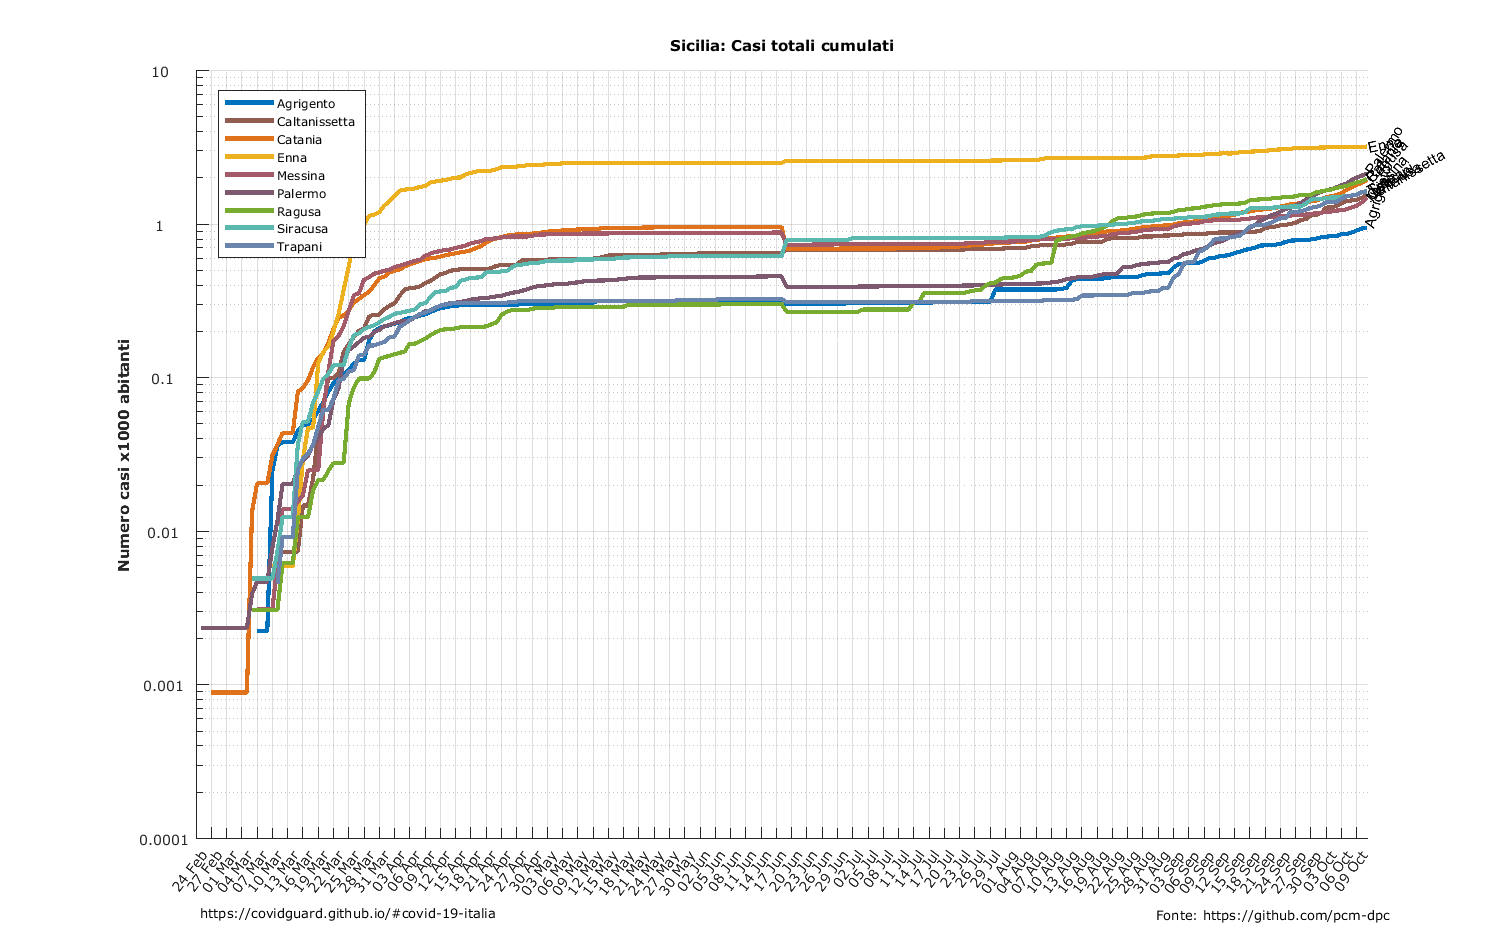 Sicilia: Casi totali cumulati
Numero casi x1000 abitanti
10
1
0.1
0.01
0.001
0.0001
Agrigento
Caltanissetta
Catania
Enna
Messina
Palermo
Ragusa
Siracusa
Trapani
Enna
Palermo
24 Feb
27 Feb
01 Mar
04 Mar
07 Mar
10 Mar
13 Mar
16 Mar
19 Mar
22 Mar
25 Mar
28 Mar
31 Mar
03 Apr
06 Apr
09 Apr
12 Apr
15 Apr
18 Apr
21 Apr
24 Apr
27 Apr
30 Apr
03 May
06 May
09 May
12 May
15 May
18 May
21 May
24 May
27 May
30 May
02 Jun
05 Jun
08 Jun
11 Jun
14 Jun
17 Jun
20 Jun
23 Jun
26 Jun
29 Jun
02 Jul
05 Jul
08 Jul
11 Jul
14 Jul
17 Jul
20 Jul
23 Jul
26 Jul
29 Jul
01 Aug
04 Aug
07 Aug
10 Aug
13 Aug
16 Aug
19 Aug
22 Aug
25 Aug
28 Aug
31 Aug
03 Sep
06 Sep
09 Sep
12 Sep
15 Sep
18 Sep
21 Sep
24 Sep
27 Sep
30 Sep
03 Oct
06 Oct
09 Oct
https://covidguard.github.io/#covid-19-italia
Fonte: https://github.com/pcm-dpc